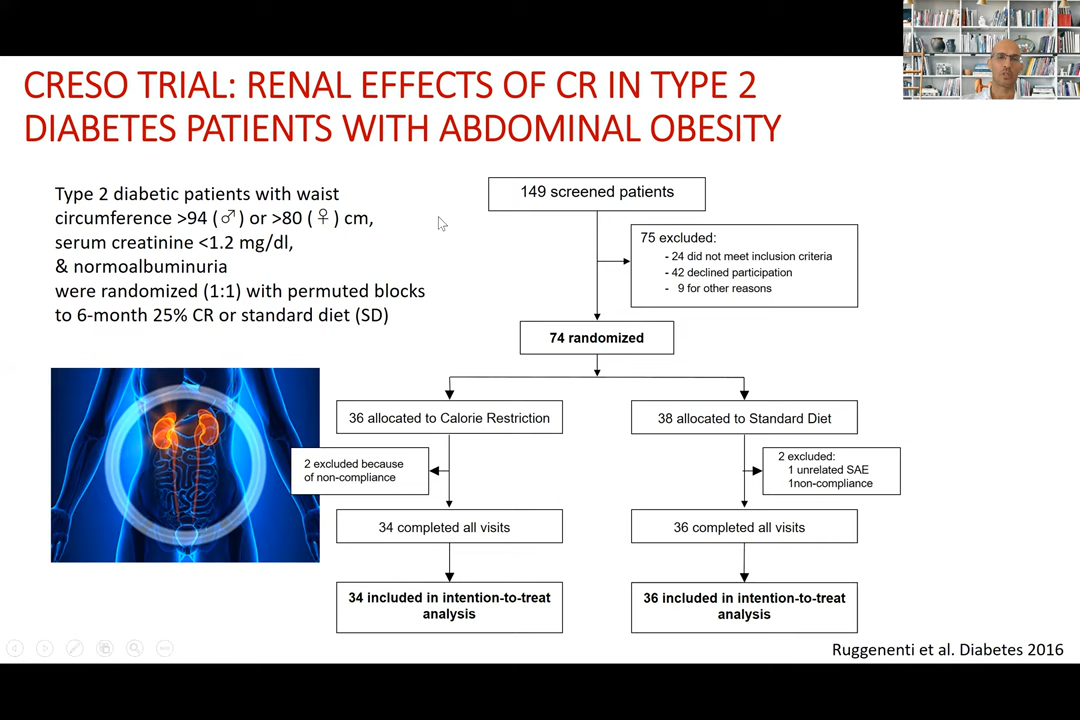 CRESO TRIAL: RENAL EFFECTS OF CR IN TYPE 2
DIABETES PATIENTS WITH ABDOMINAL OBESITY
Type 2 diabetic patients with waist
circumference >94 (♂) or >80 (♀) cm,
serum creatinine <1.2 mg/dl,
& normoalbuminuria
were randomized (1:1) with permuted blocks
to 6-month 25% CR or standard diet (SD)
149 screened patients
75 excluded:
- 24 did not meet inclusion criteria
- 42 declined participation
- 9 for other reasons
74 randomized
36 allocated to Calorie Restriction
38 allocated to Standard Diet
2 excluded because
of non-compliance
2 excluded:
1 unrelated SAE
1non-compliance
34 completed all visits
36 completed all visits
34 included in intention-to-treat
analysis
36 included in intention-to-treat
analysis
Ruggenenti et al. Diabetes 2016